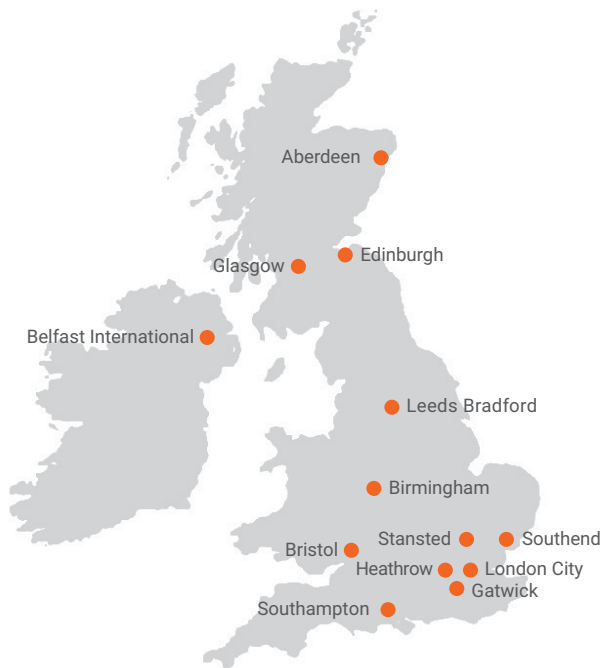 Aberdeen
Edinburgh
Glasgow
Belfast International
Leeds Bradford
Birmingham
Stansted
Southend
Bristol
Heathrow
London City
Gatwick
Southampton